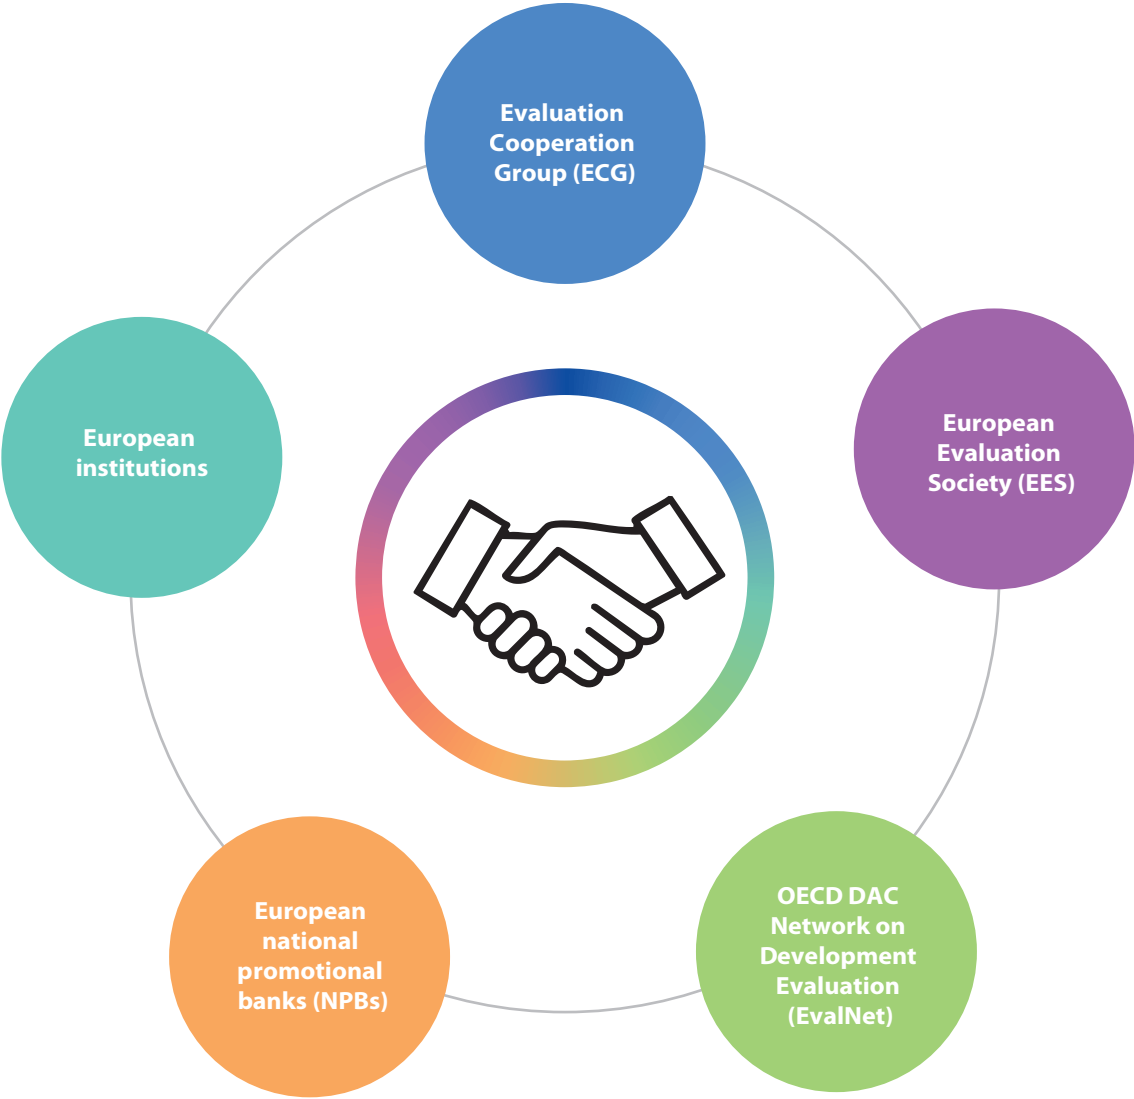 Evaluation
Cooperation
Group (ECG)
European
Evaluation
Society (EES)
European
institutions
OECD DAC
Network on
Development
Evaluation
(EvalNet)
European
national
promotional
banks (NPBs)